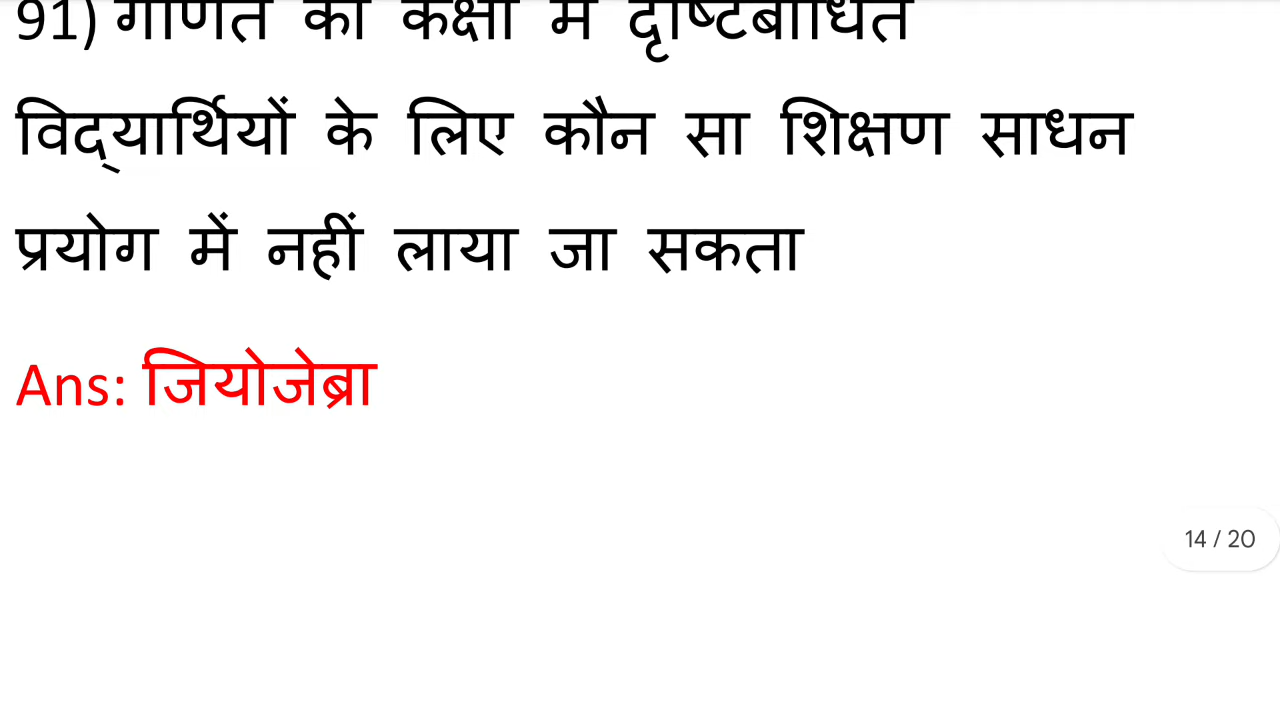 91) गणित की कक्षा में दृष्टिबाधित
विद्यार्थियों के लिए कौन सा शिक्षण साधन
प्रयोग में नहीं लाया जा सकता
Ans: जियोजेब्रा
14 / 20